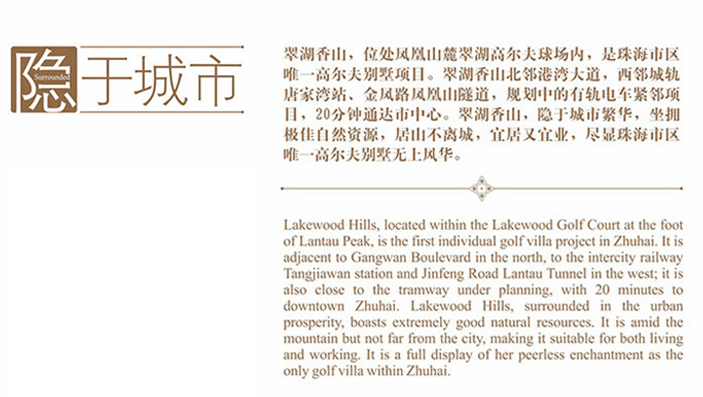 隐于城市
Surrounded
翠湖香山，位处凤凰山麓翠湖高尔夫球场内，是珠海市区
唯一高尔夫别墅项目。翠湖香山北邻港湾大道，西邻城轨
唐家湾站、金凤路凤凰山隧道，规划中的有轨电车紧邻项
目，20分钟通达市中心。翠湖香山，隐于城市繁华，坐拥
极佳自然资源，居山不离城，宜居又宜业，尽显珠海市区
唯一高尔夫别墅无上风华。
Lakewood Hills, located within the Lakewood Golf Court at the foot
of Lantau Peak, is the first individual golf villa project in Zhuhai. It is
adjacent to Gangwan Boulevard in the north, to the intercity railway
Tangjiawan station and Jinfeng Road Lantau Tunnel in the west; it is
also close to the tramway under planning, with 20 minutes to
downtown Zhuhai. Lakewood Hills, surrounded in the urban
prosperity, boasts extremely good natural resources. It is amid the
mountain but not far from the city, making it suitable for both living
and working. It is a full display of her peerless enchantment as the
only golf villa within Zhuhai.